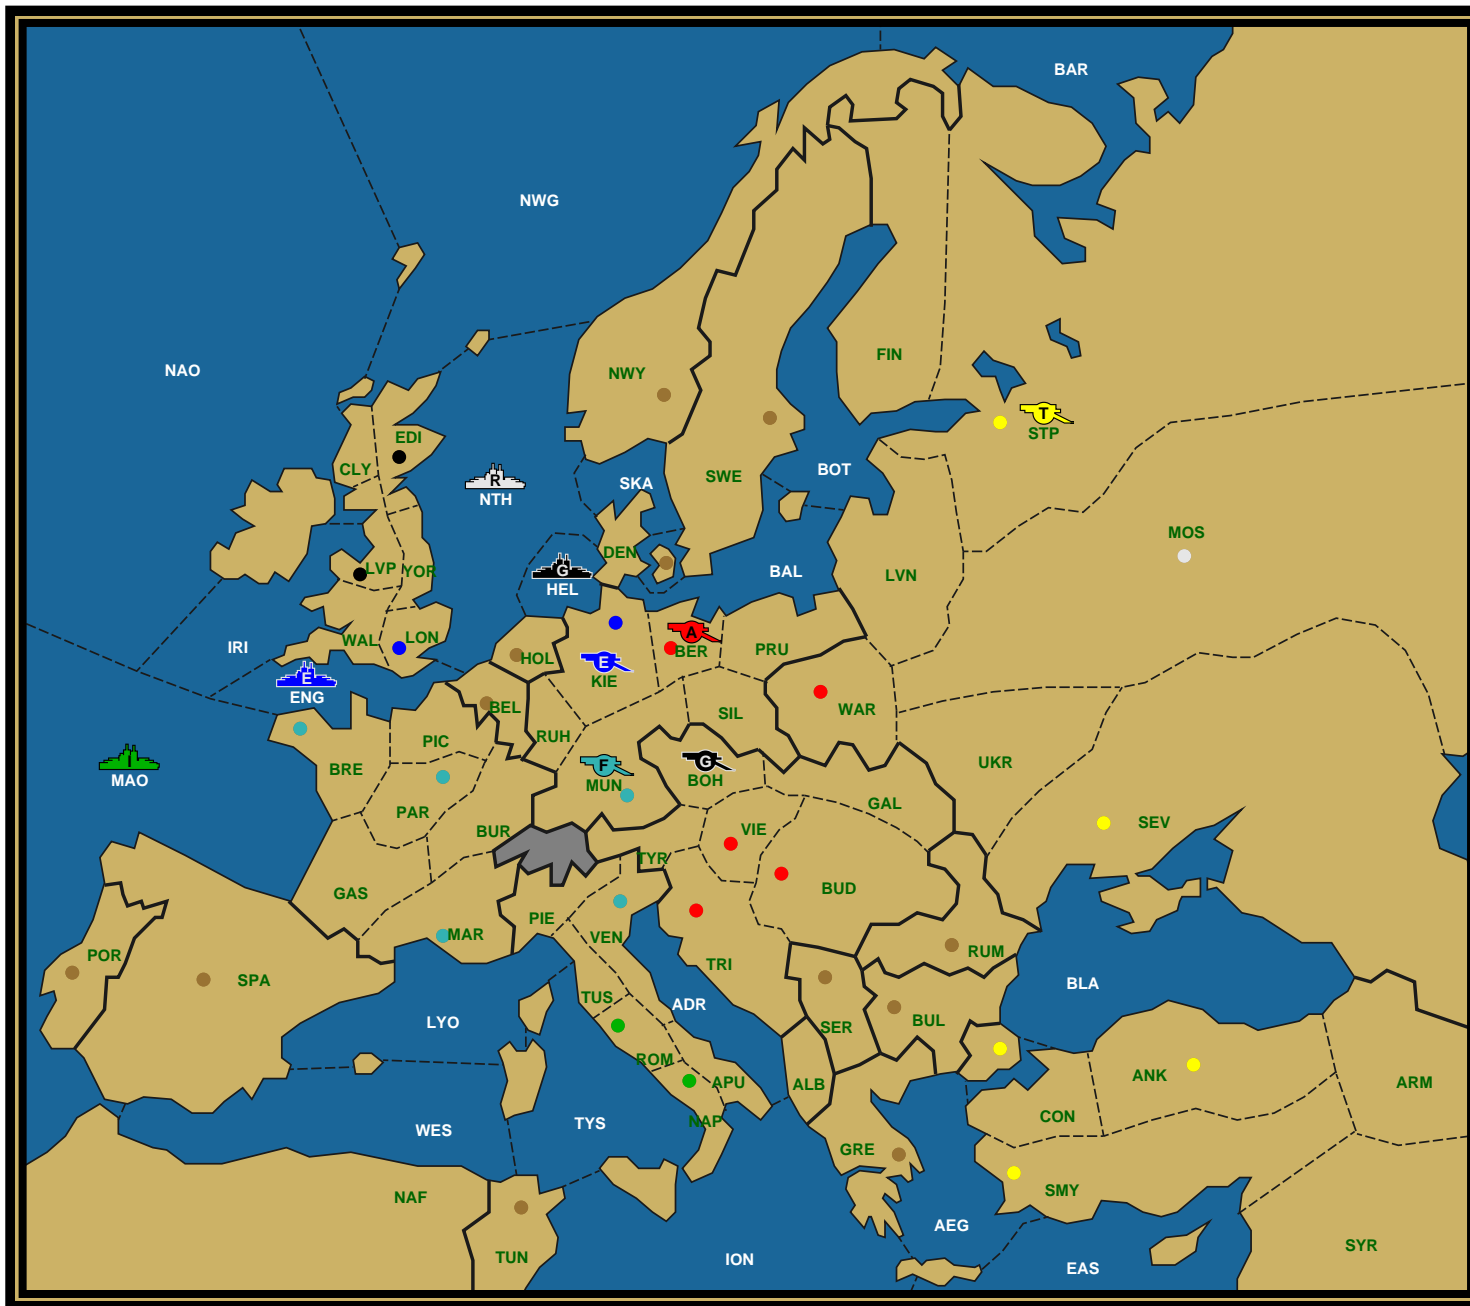 BAR
NWG
NAO
FIN
NWY
T
STP
EDI
CLY
SWE
BOT
SKA
R
NTH
MOS
DEN
G
HEL
BAL
LVN
LVP
YOR
WAL
LON
IRI
A
BER
PRU
HOL
E
KIE
E
ENG
BEL
SIL
WAR
RUH
PIC
BRE
I
MAO
F
MUN
G
BOH
UKR
GAL
PAR
BUR
VIE
SEV
TYR
BUD
GAS
PIE
MAR
VEN
POR
SPA
TRI
RUM
BLA
TUS
ADR
LYO
SER
BUL
ROM
APU
ALB
ANK
ARM
NAP
CON
WES
TYS
GRE
NAF
SMY
AEG
TUN
ION
EAS
SYR